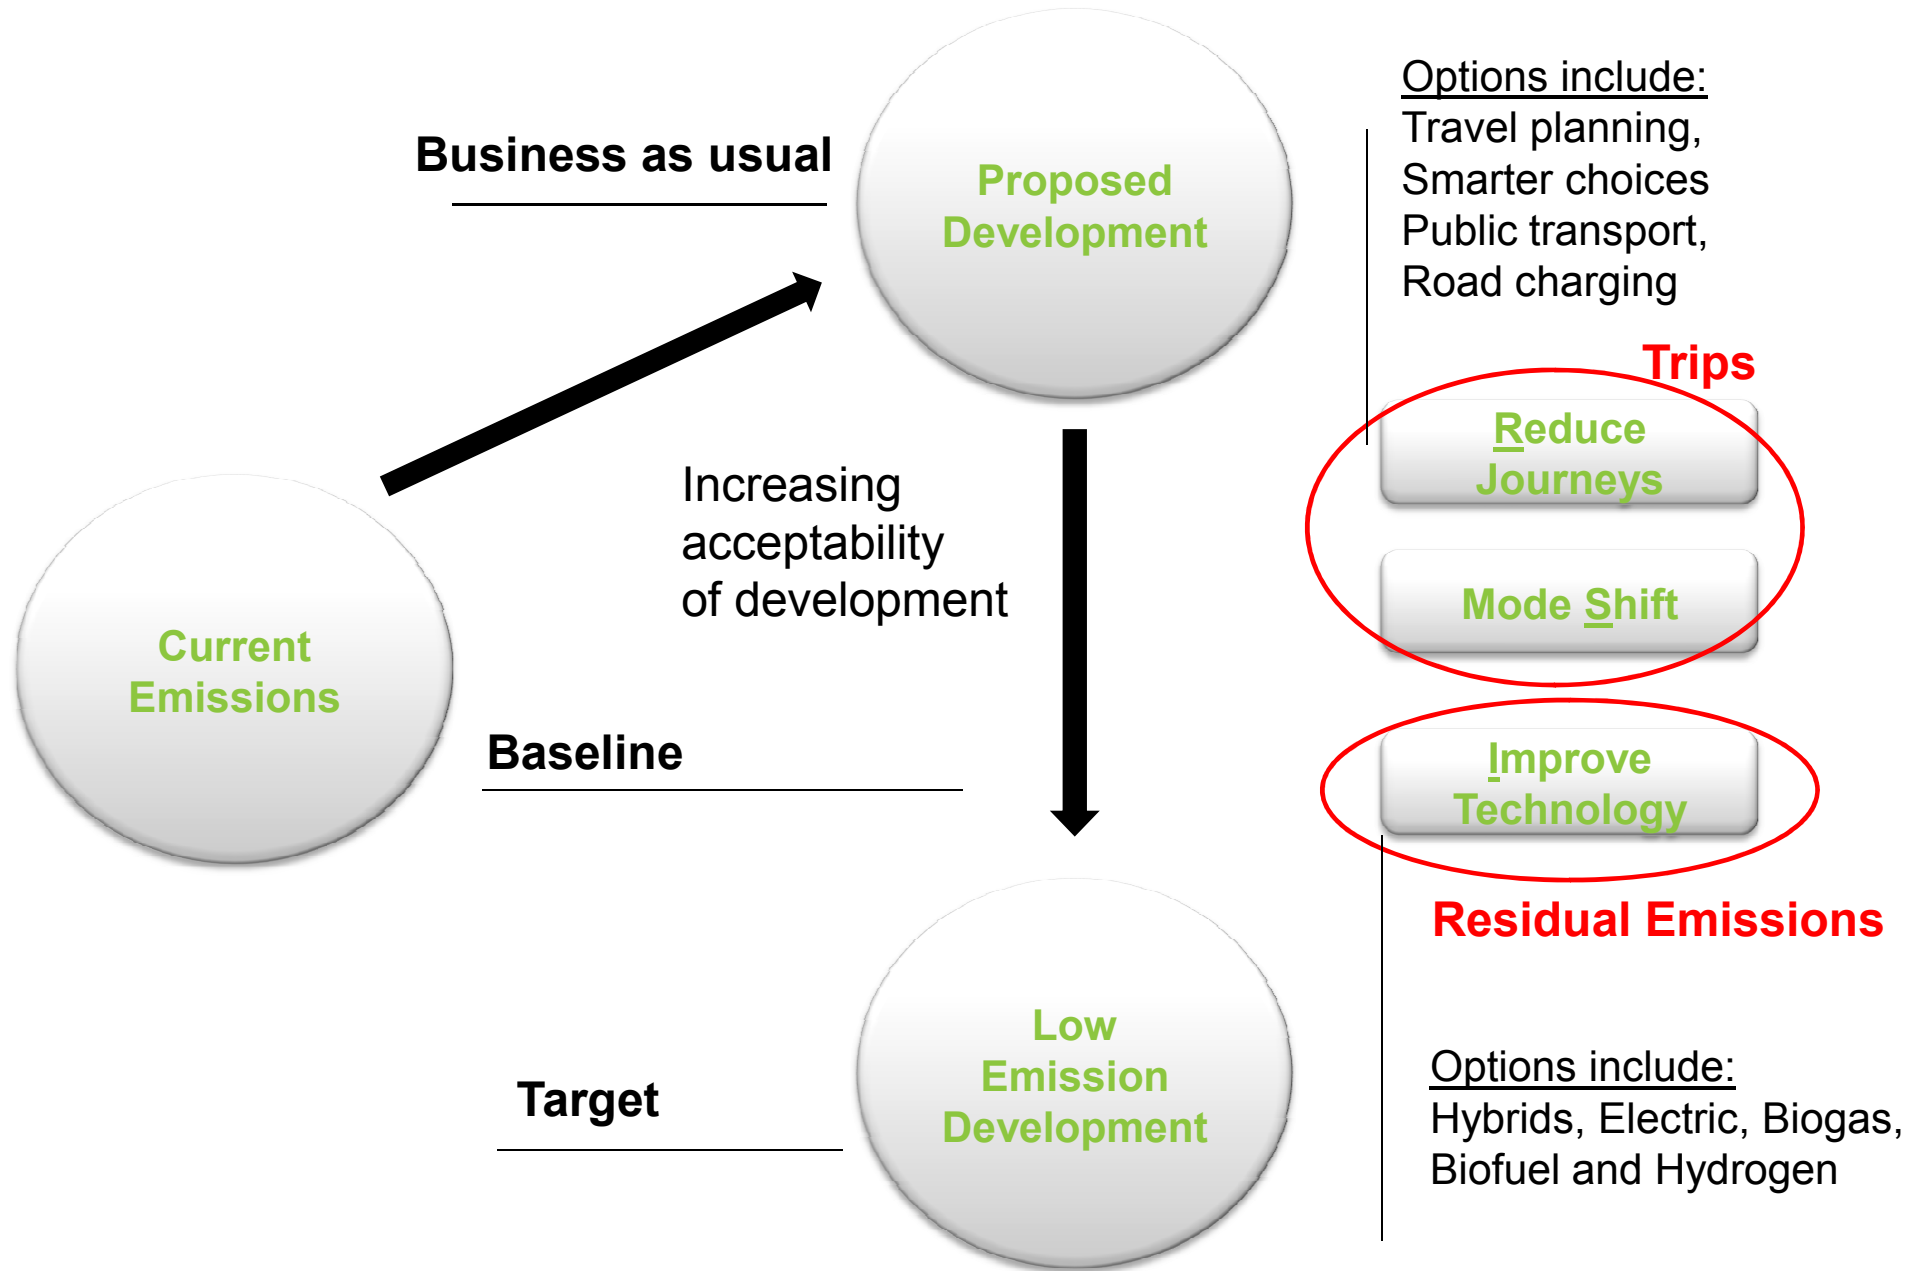 Business as usual
Proposed
Development
Options include:
Travel planning,
Smarter choices
Public transport,
Road charging
Trips
Reduce
Journeys
Mode Shift
Increasing
acceptability
of development
Current
Emissions
Baseline
Improve
Technology
Residual Emissions
Low
Emission
Development
Target
Options include:
Hybrids, Electric, Biogas,
Biofuel and Hydrogen